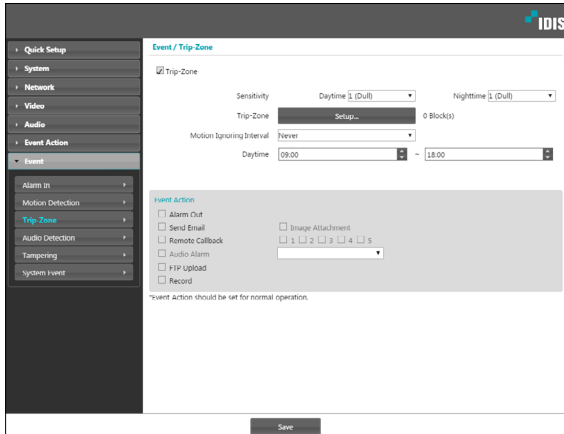 IDIS
Quick Setup
System
Network
Video
Audio
Event Action
Event
Alarm In
Motion Detection
Trip-Zone
Audio Detection
Tampering
System Event
Event / Trip-Zone
Trip-Zone
Sensitivity Daytime 1 (Dull) Nighttime 1 (Dull)
Trip-Zone Setup... 0 Block(s)
Motion Ignoring Interval Never
Daytime 09:00 ~ 18:00
Event Action
Alarm Out
Send Email Image Attachment
Remote Callback 1 2 3 4 5
Audio Alarm
FTP Upload
Record
*Event Action should be set for normal operation.
Save